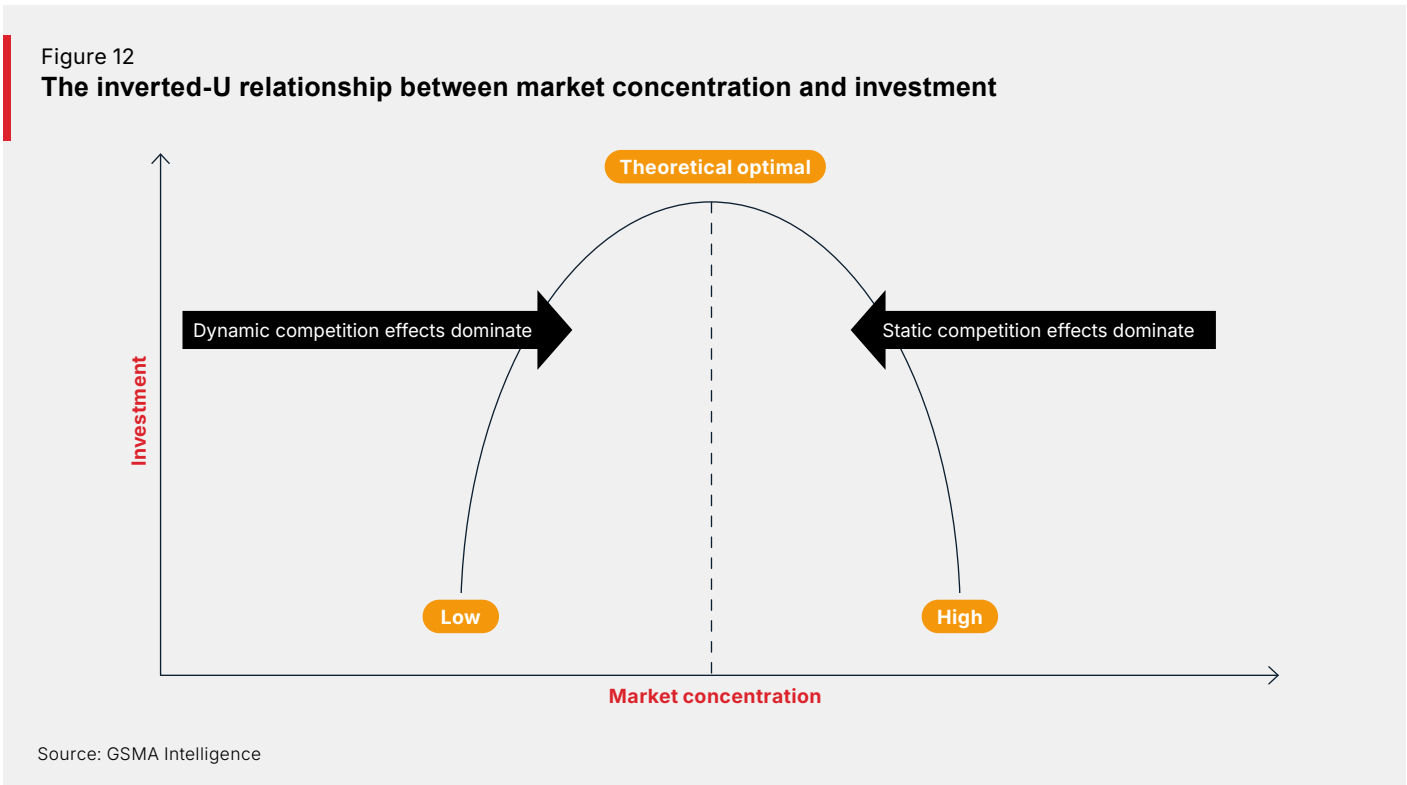 Figure 12
The inverted-U relationship between market concentration and investment
Theoretical optimal
Dynamic competition effects dominate
Static competition effects dominate
Investment
Low
High
Market concentration
Source: GSMA Intelligence